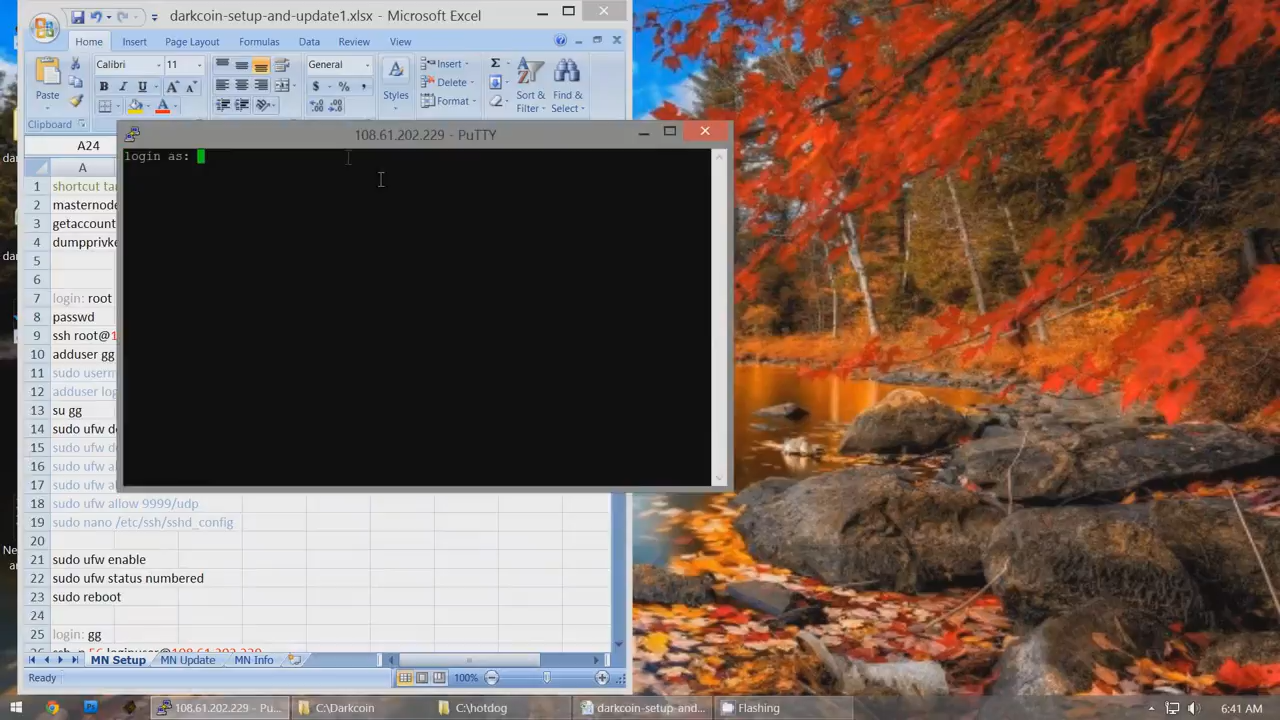 darkcoin-setup-and-update1.xlsx - Microsoft Excel
Home Insert Page Layout Formulas Data Review View
Paste
Clipboard
Calibri 11
B I U
A A
General
$ % ,
Styles
Insert
Delete
Format
Sort & Filter
Find & Select
A24
108.61.202.229 - PuTTY
login as:
A
1 shortcut tar
2 masternode
3 getaccount
4 dumpprivke
5
6
7 login: root
8 passwd
9 ssh root@1
10 adduser gg
11 sudo userm
12 adduser log
13 su gg
14 sudo ufw de
15 sudo ufw de
16 sudo ufw al
17 sudo ufw al
18 sudo ufw allow 9999/udp
19 sudo nano /etc/ssh/sshd_config
20
21 sudo ufw enable
22 sudo ufw status numbered
23 sudo reboot
24
25 login: gg
MN Setup MN Update MN Info
Ready
100%
108.61.202.229 - Pu...
C:\Darkcoin
C:\hotdog
darkcoin-setup-and...
Flashing
6:41 AM